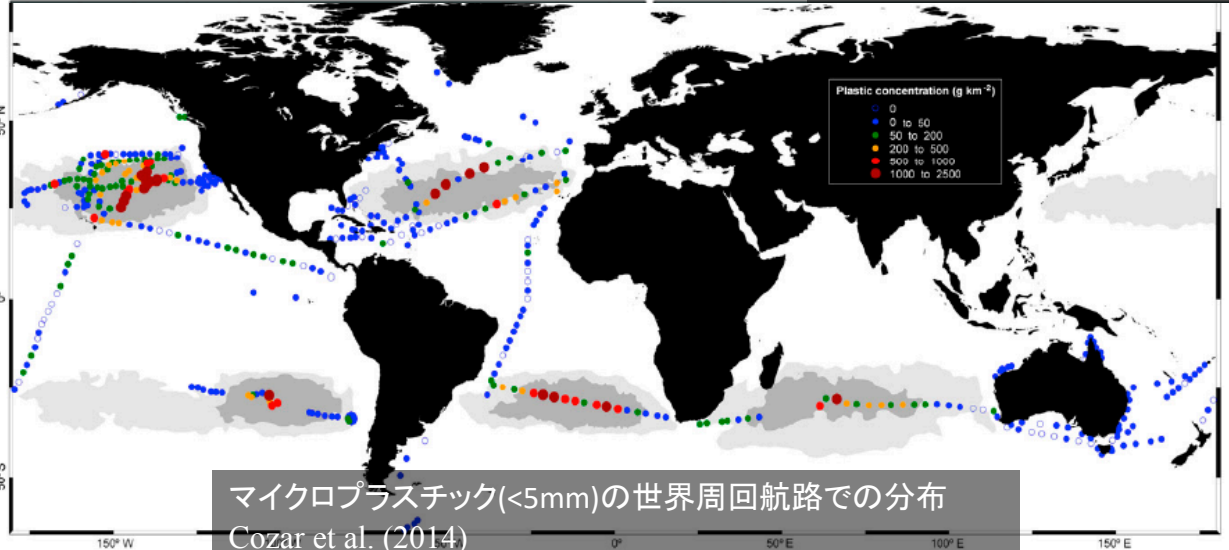 Plastic concentration (g km-2)
0
0 to 50
50 to 200
200 to 500
500 to 1000
1000 to 2500
マイクロプラスチック(<5mm)の世界周回航路での分布
Cozar et al. (2014)
150° W
0°
50° E
100° E
150° E